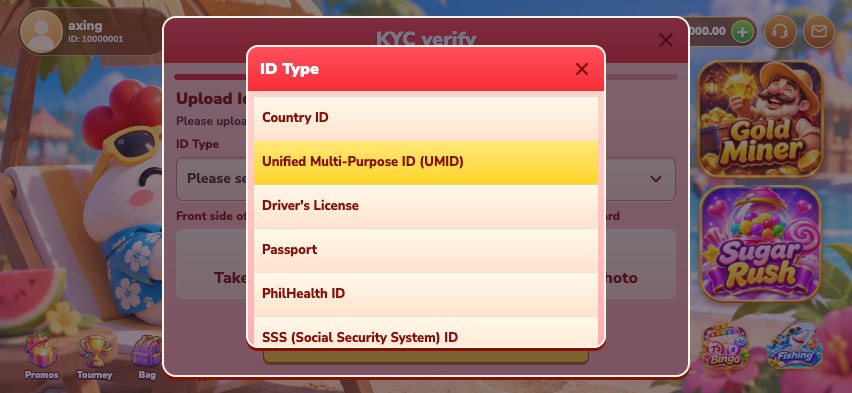 axing
ID: 10000001
KYC verify
000.00
ID Type
Upload Id
Please uploa
ID Type
Please se
Front side of
rd
Take
hoto
Country ID
Unified Multi-Purpose ID (UMID)
Driver's License
Passport
PhilHealth ID
SSS (Social Security System) ID
Gold
Miner
Sugar
Rush
Promos
Tourney
Bag
Bingo
Fishing